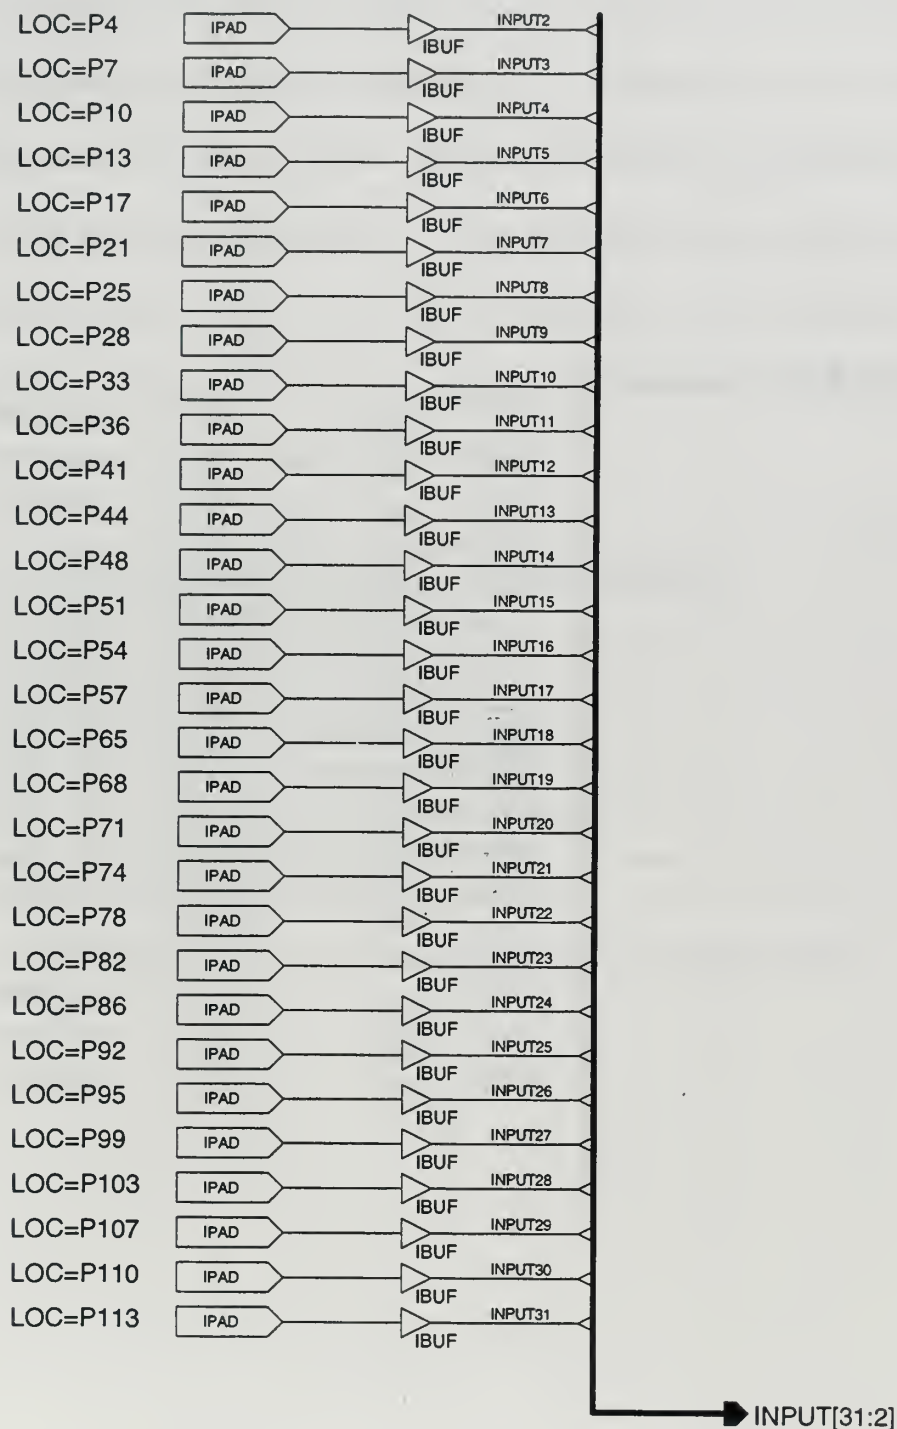 LOC=P4 IPAD IBUF INPUT2
LOC=P7 IPAD IBUF INPUT3
LOC=P10 IPAD IBUF INPUT4
LOC=P13 IPAD IBUF INPUT5
LOC=P17 IPAD IBUF INPUT6
LOC=P21 IPAD IBUF INPUT7
LOC=P25 IPAD IBUF INPUT8
LOC=P28 IPAD IBUF INPUT9
LOC=P33 IPAD IBUF INPUT10
LOC=P36 IPAD IBUF INPUT11
LOC=P41 IPAD IBUF INPUT12
LOC=P44 IPAD IBUF INPUT13
LOC=P48 IPAD IBUF INPUT14
LOC=P51 IPAD IBUF INPUT15
LOC=P54 IPAD IBUF INPUT16
LOC=P57 IPAD IBUF INPUT17
LOC=P65 IPAD IBUF INPUT18
LOC=P68 IPAD IBUF INPUT19
LOC=P71 IPAD IBUF INPUT20
LOC=P74 IPAD IBUF INPUT21
LOC=P78 IPAD IBUF INPUT22
LOC=P82 IPAD IBUF INPUT23
LOC=P86 IPAD IBUF INPUT24
LOC=P92 IPAD IBUF INPUT25
LOC=P95 IPAD IBUF INPUT26
LOC=P99 IPAD IBUF INPUT27
LOC=P103 IPAD IBUF INPUT28
LOC=P107 IPAD IBUF INPUT29
LOC=P110 IPAD IBUF INPUT30
LOC=P113 IPAD IBUF INPUT31
INPUT[31:2]